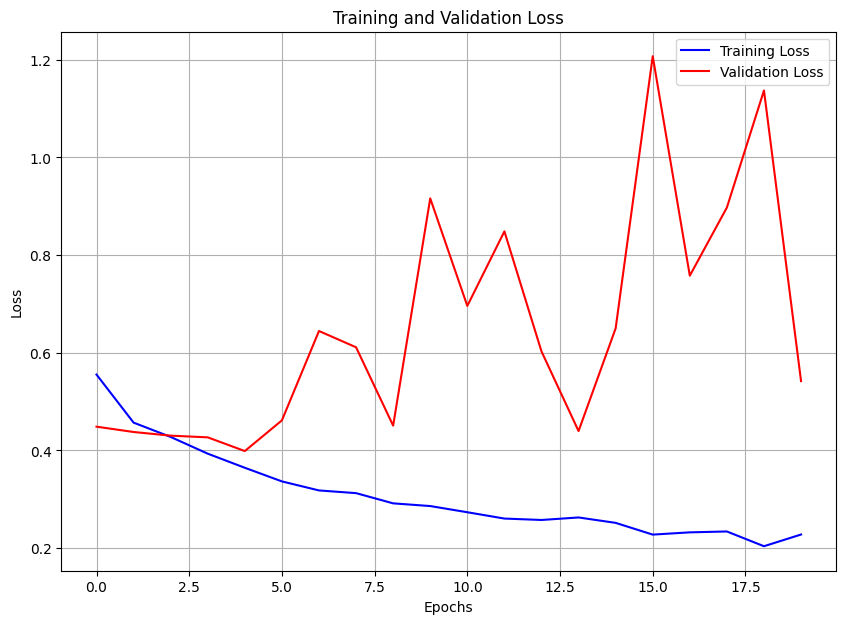 Training and Validation Loss
Training Loss
Validation Loss
1.2
1.0
0.8
0.6
0.4
0.2
Loss
0.0 2.5 5.0 7.5 10.0 12.5 15.0 17.5
Epochs